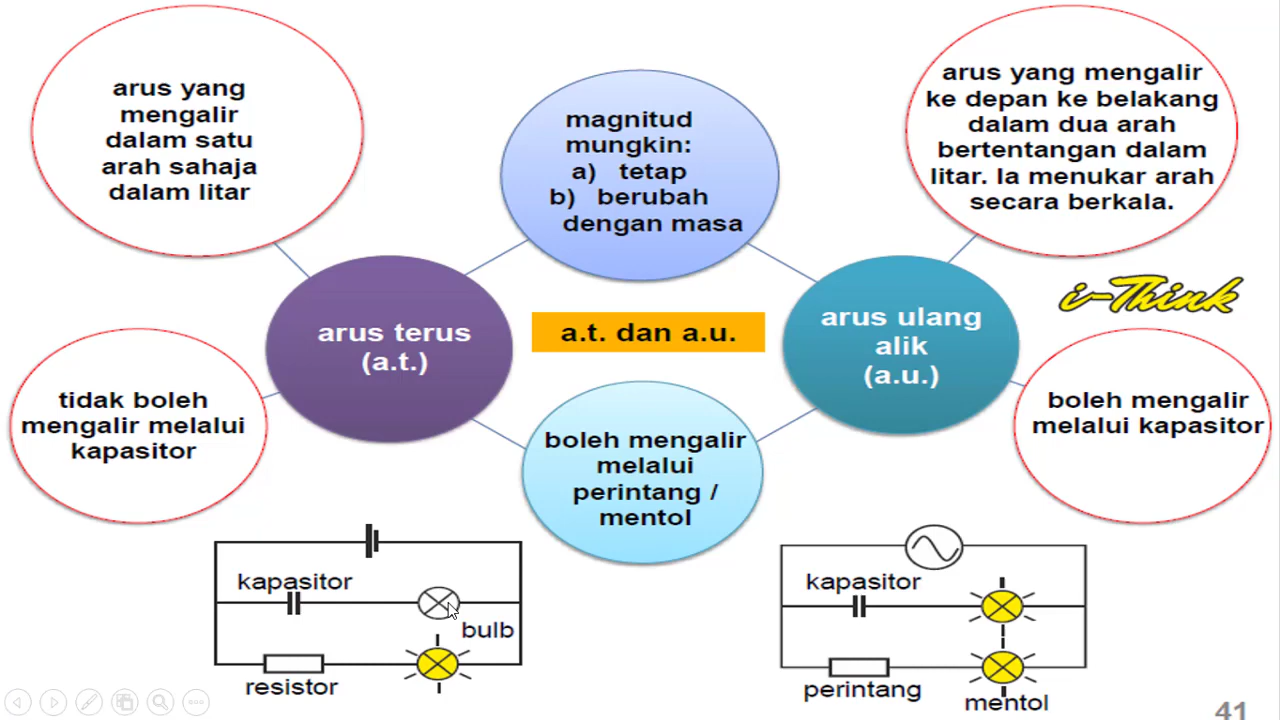 arus yang
mengalir
dalam satu
arah sahaja
dalam litar
magnitud
mungkin:
a) tetap
b) berubah
dengan masa
arus yang mengalir
ke depan ke belakang
dalam dua arah
bertentangan dalam
litar. Ia menukar arah
secara berkala.
i-Think
arus terus
(a.t.)
a.t. dan a.u.
arus ulang
alik
(a.u.)
tidak boleh
mengalir melalui
kapasitor
boleh mengalir
melalui
perintang /
mentol
boleh mengalir
melalui kapasitor
kapasitor
bulb
resistor
kapasitor
perintang
mentol
41